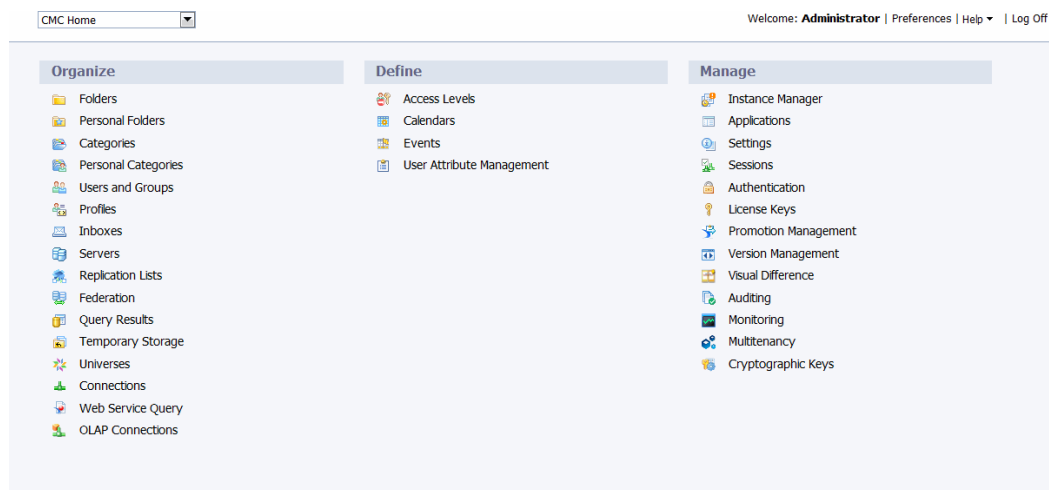 CMC Home
Welcome: Administrator | Preferences | Help | Log Off
Organize
Folders
Personal Folders
Categories
Personal Categories
Users and Groups
Profiles
Inboxes
Servers
Replication Lists
Federation
Query Results
Temporary Storage
Universes
Connections
Web Service Query
OLAP Connections
Define
Access Levels
Calendars
Events
User Attribute Management
Manage
Instance Manager
Applications
Settings
Sessions
Authentication
License Keys
Promotion Management
Version Management
Visual Difference
Auditing
Monitoring
Multitenancy
Cryptographic Keys